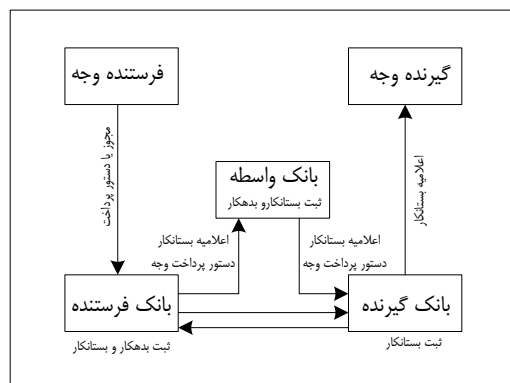 گیرنده وجه
فرستنده وجه
اعلامیه بستانکار
مجوز یا دستور پرداخت
بانک واسطه
ثبت بستانکارو بدهکار
اعلامیه بستانکار
دستور پرداخت وجه
اعلامیه بستانکار
دستور پرداخت وجه
بانک گیرنده
بانک فرستنده
ثبت بستانکار
ثبت بدهکار و بستانکار